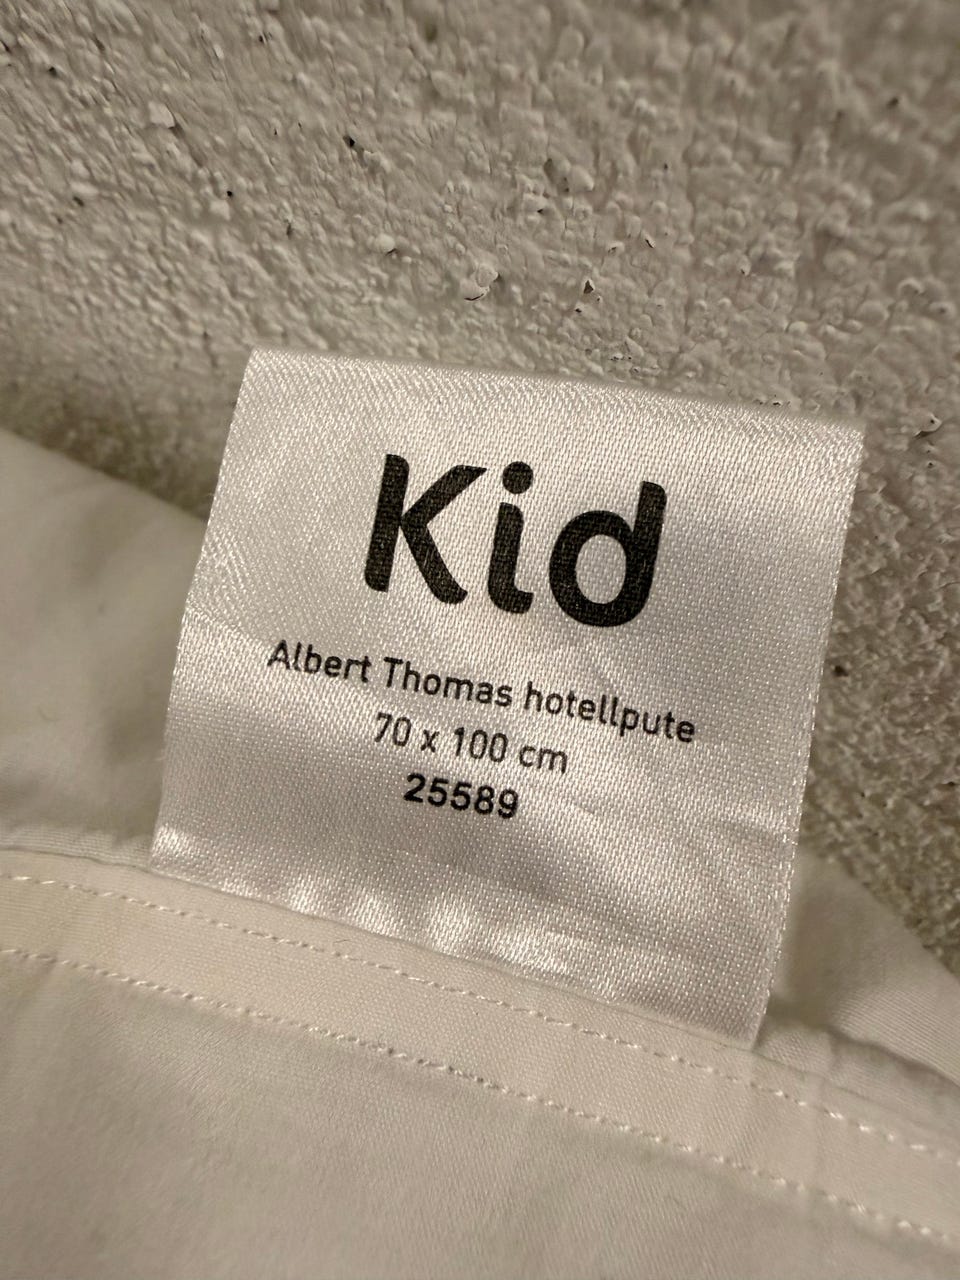 Kid
Albert Thomas hotellpute
70 x 100 cm
25589